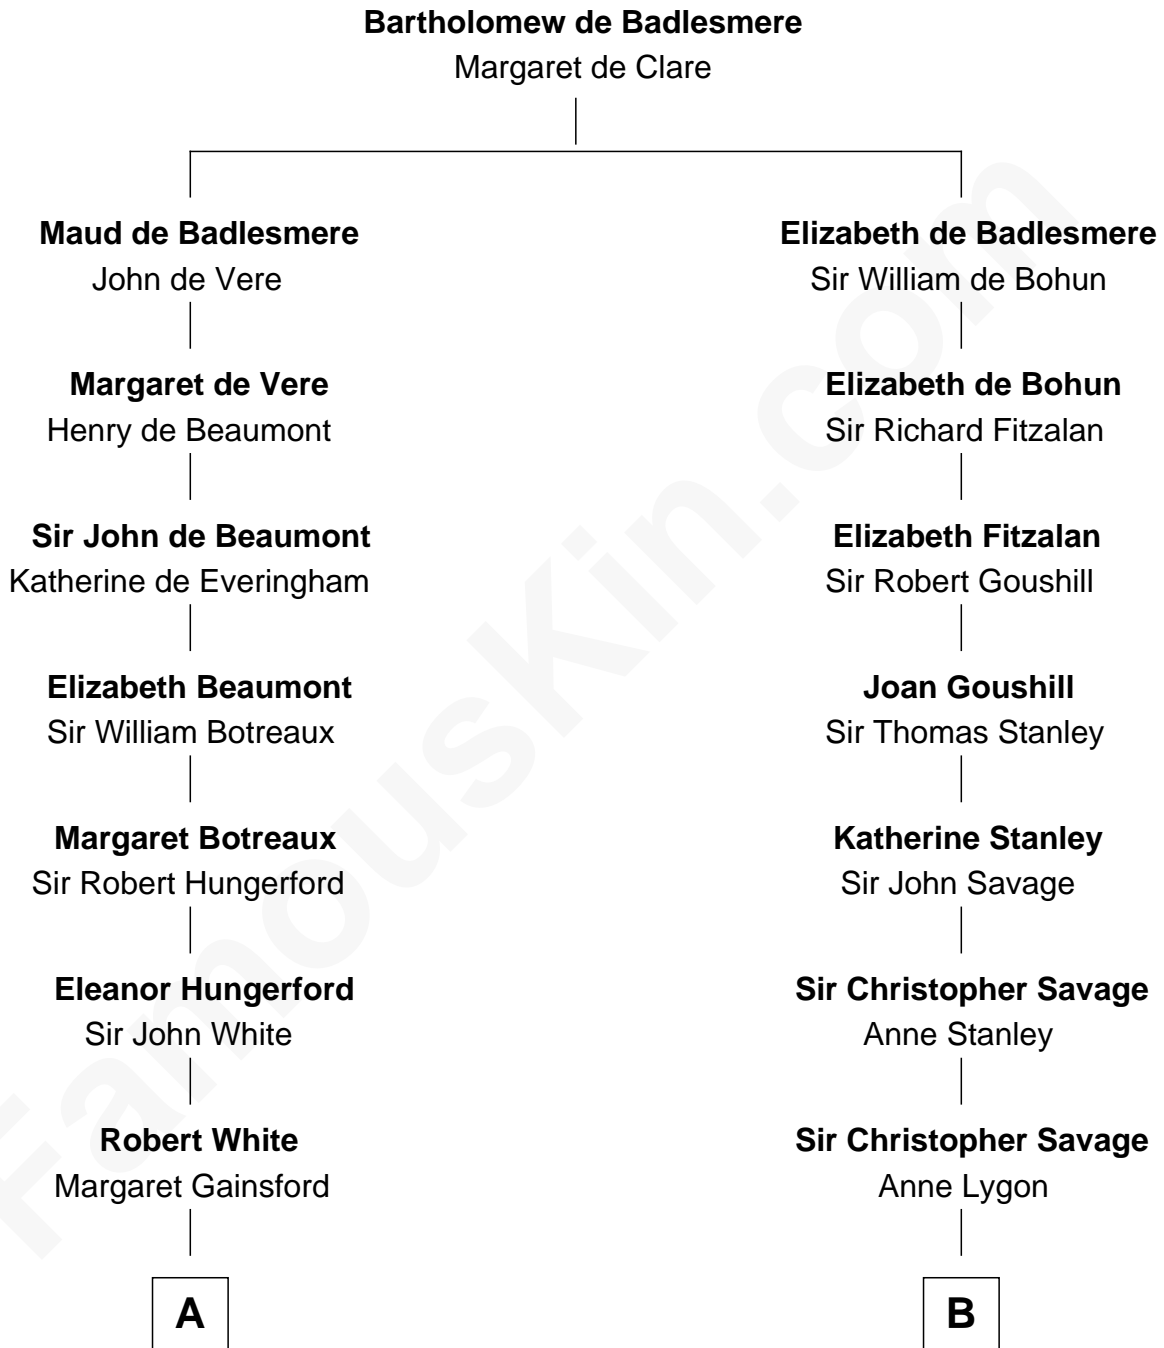 Bartholomew de Badlesmere
Margaret de Clare
Maud de Badlesmere
John de Vere
Elizabeth de Badlesmere
Sir William de Bohun
Margaret de Vere
Henry de Beaumont
Elizabeth de Bohun
Sir Richard Fitzalan
Sir John de Beaumont
Katherine de Everingham
Elizabeth Fitzalan
Sir Robert Goushill
Elizabeth Beaumont
Sir William Botreaux
Joan Goushill
Sir Thomas Stanley
Margaret Botreaux
Sir Robert Hungerford
Katherine Stanley
Sir John Savage
Eleanor Hungerford
Sir John White
Sir Christopher Savage
Anne Stanley
Robert White
Margaret Gainsford
Sir Christopher Savage
Anne Lygon
A
B
FamousKin.com